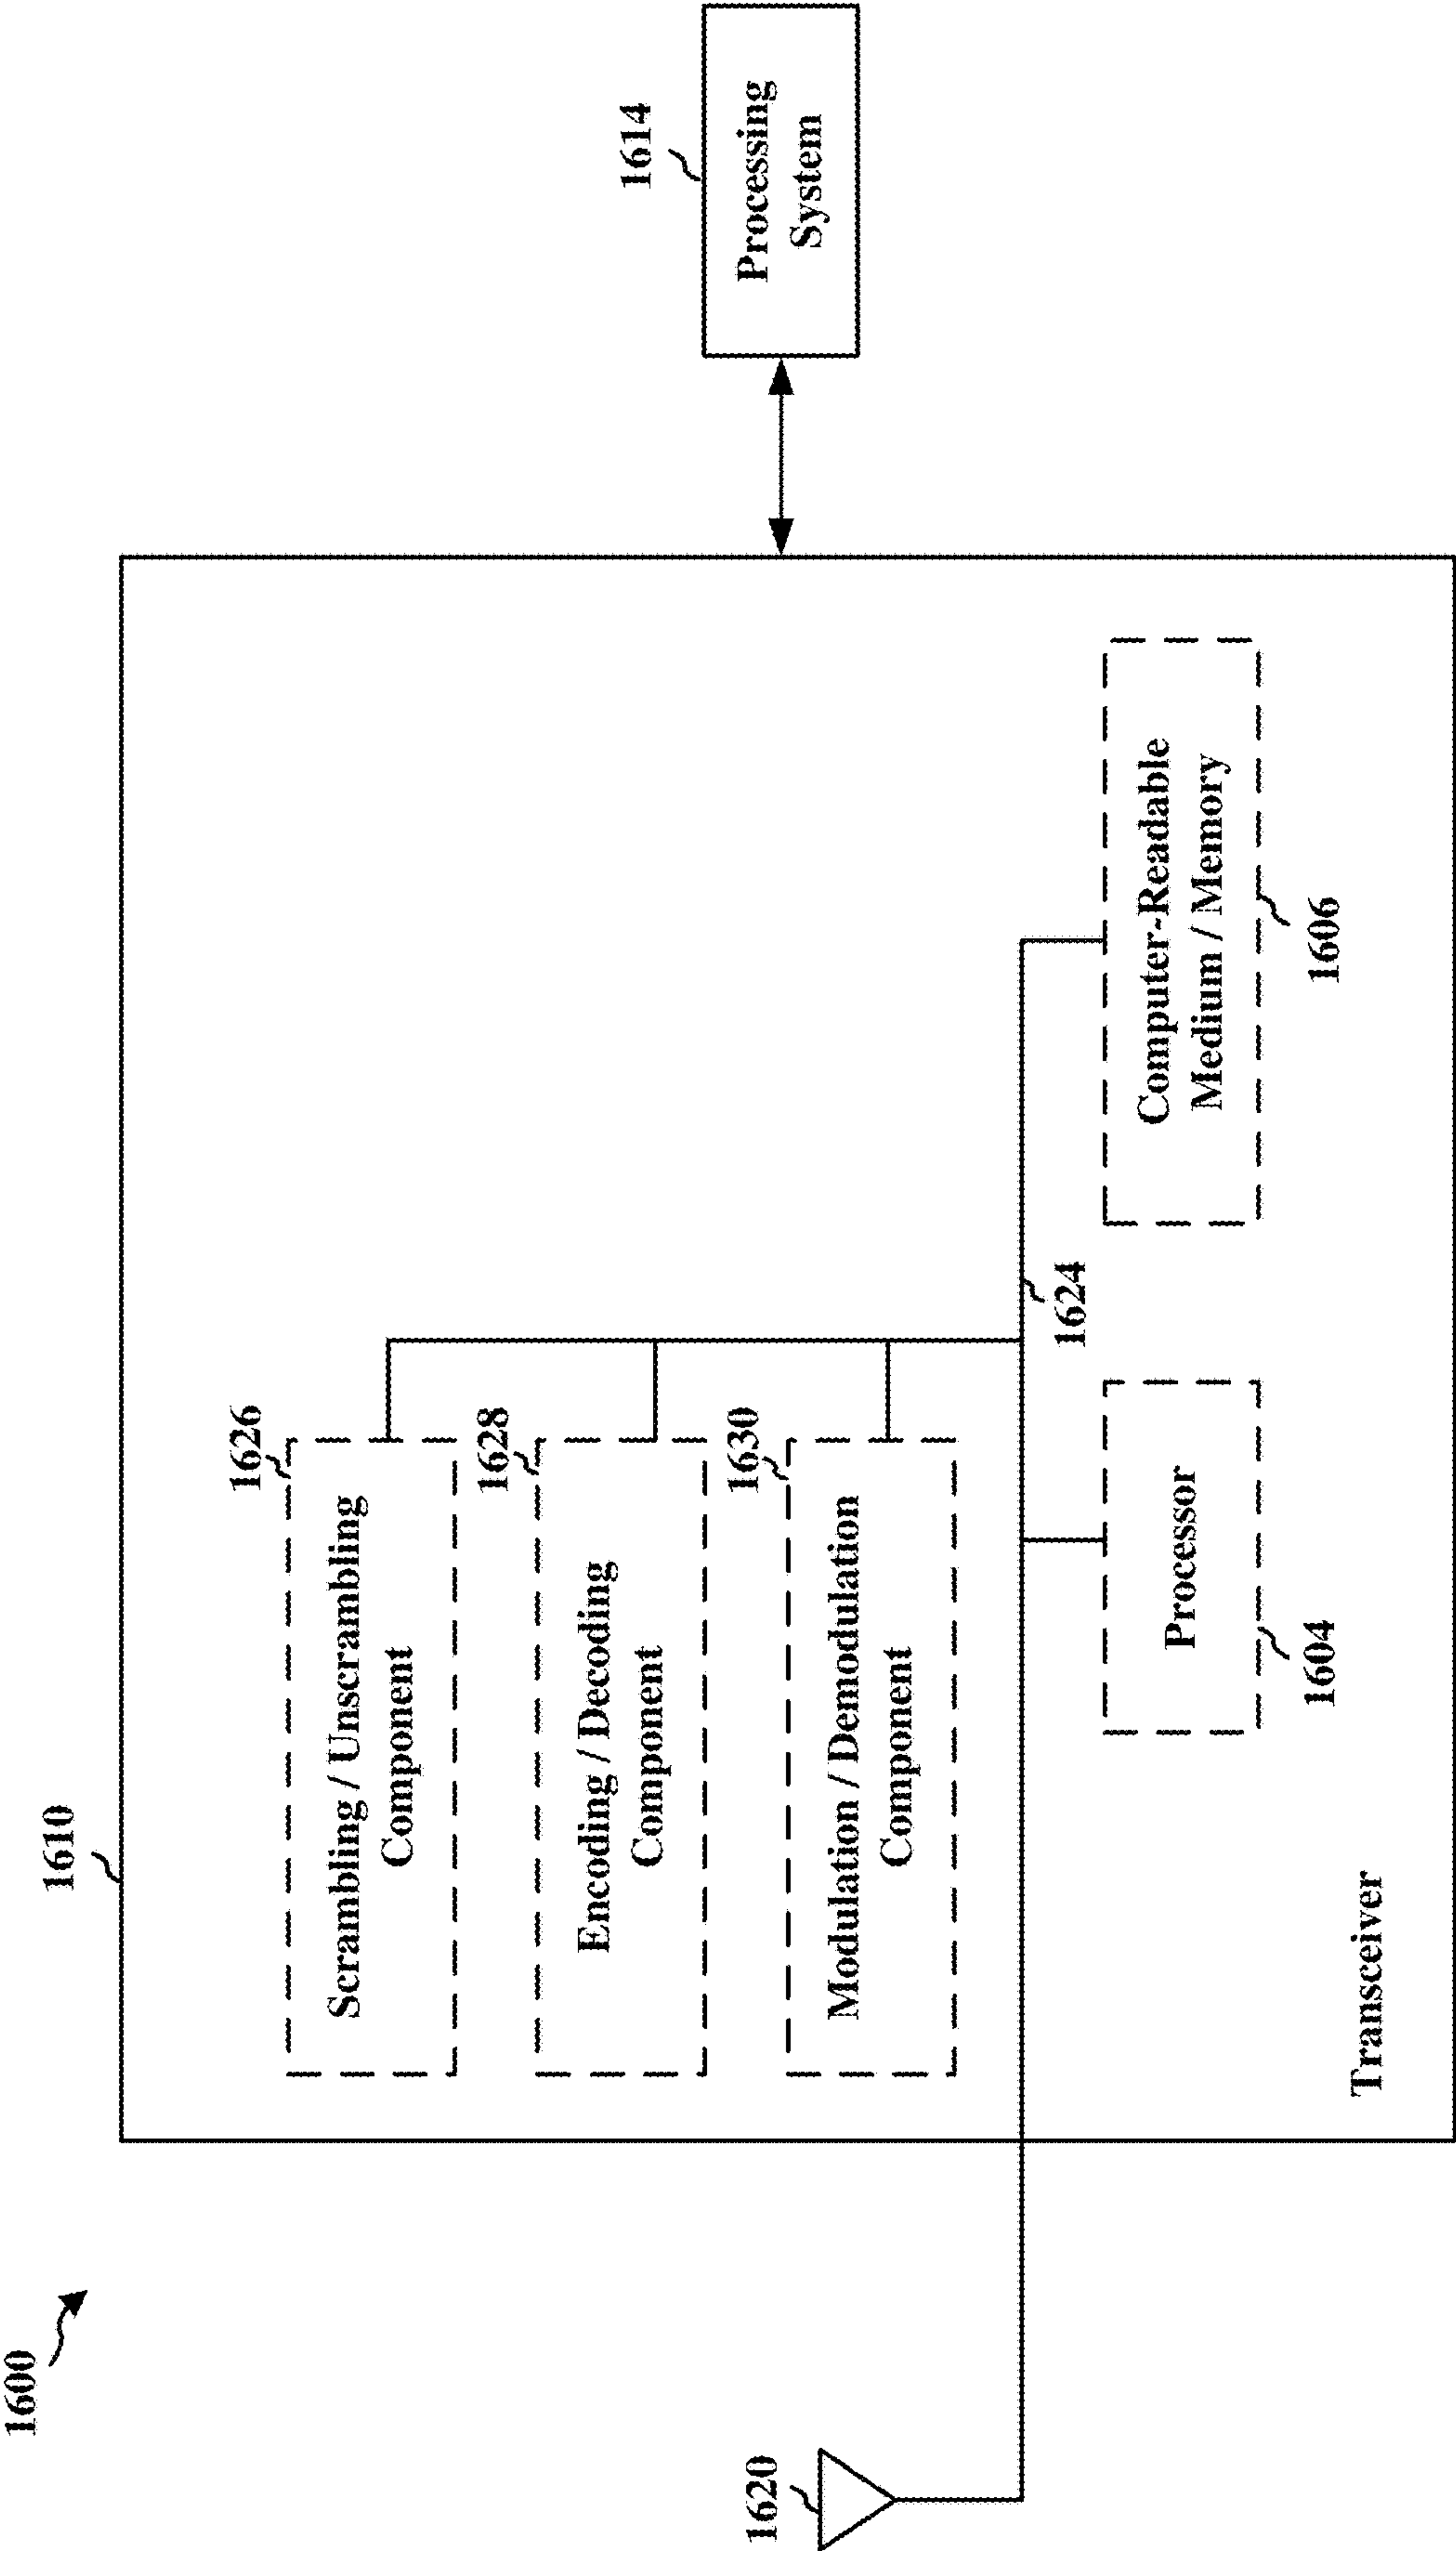 1600
1610
1614
1620
Scrambling / Unscrambling
Component
1626
Encoding / Decoding
Component
1628
Modulation / Demodulation
Component
1630
Processing
System
1624
Processor
1604
Computer-Readable
Medium / Memory
1606
Transceiver